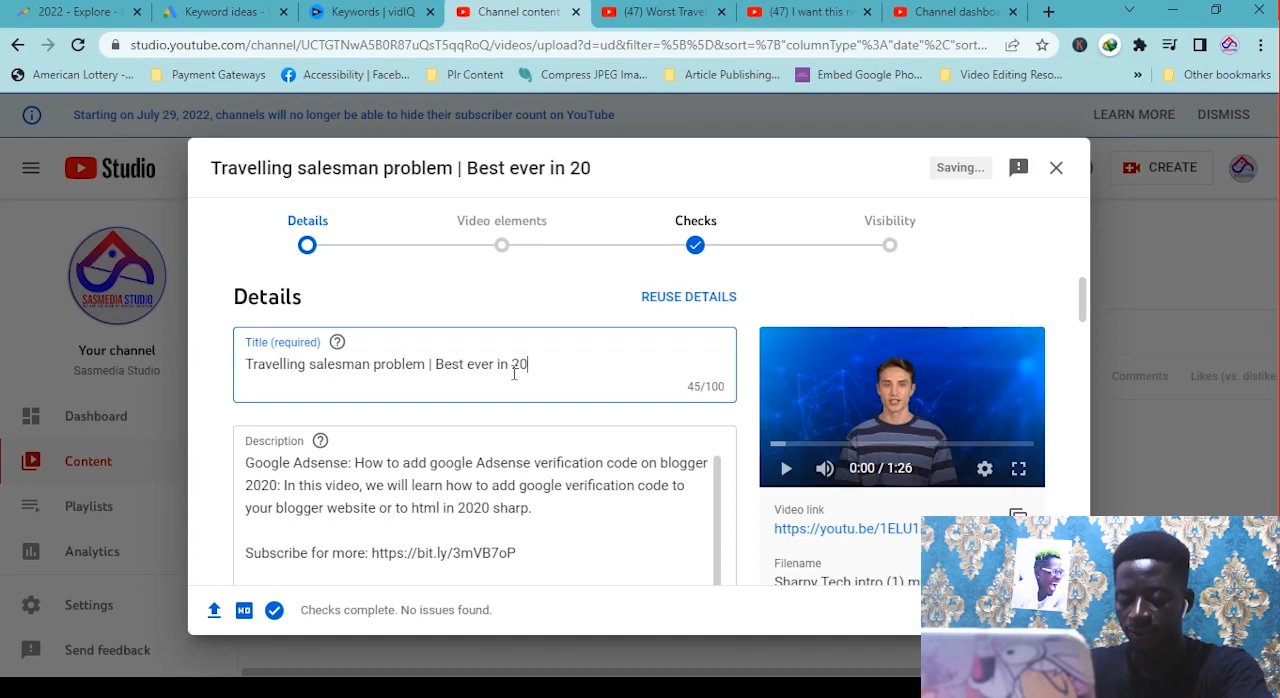 2022 - Explore -
Keyword ideas -
Keywords | vidIQ
Channel content
(47) Worst Travel
(47) I want this
Channel dashbo
studio.youtube.com/channel/UCTGTNwA5B0R87uQsT5qqRoQ/videos/upload?d=ud&filter=%5B%5D&sort=%7B"columnType"%3A"date"%2C"sort...
American Lottery -...
Payment Gateways
Accessibility | Faceb...
Plr Content
Compress JPEG Ima...
Article Publishing...
Embed Google Pho...
Video Editing Reso...
»
Other bookmarks
Starting on July 29, 2022, channels will no longer be able to hide their subscriber count on YouTube
LEARN MORE
DISMISS
Studio
CREATE
Travelling salesman problem | Best ever in 20
Saving...
Details
Video elements
Checks
Visibility
SASMEDIA STUDIO
Your channel
Sasmedia Studio
Dashboard
Content
Playlists
Analytics
Settings
Send feedback
Details
REUSE DETAILS
Title (required)
Travelling salesman problem | Best ever in 20
45/100
Description
Google Adsense: How to add google Adsense verification code on blogger
2020: In this video, we will learn how to add google verification code to
your blogger website or to html in 2020 sharp.
Subscribe for more: https://bit.ly/3mVB7oP
0:00 / 1:26
Video link
https://youtu.be/1ELU1
Filename
Sharpy Tech intro (1) m
Comments
Likes (vs. dislike
HD
Checks complete. No issues found.